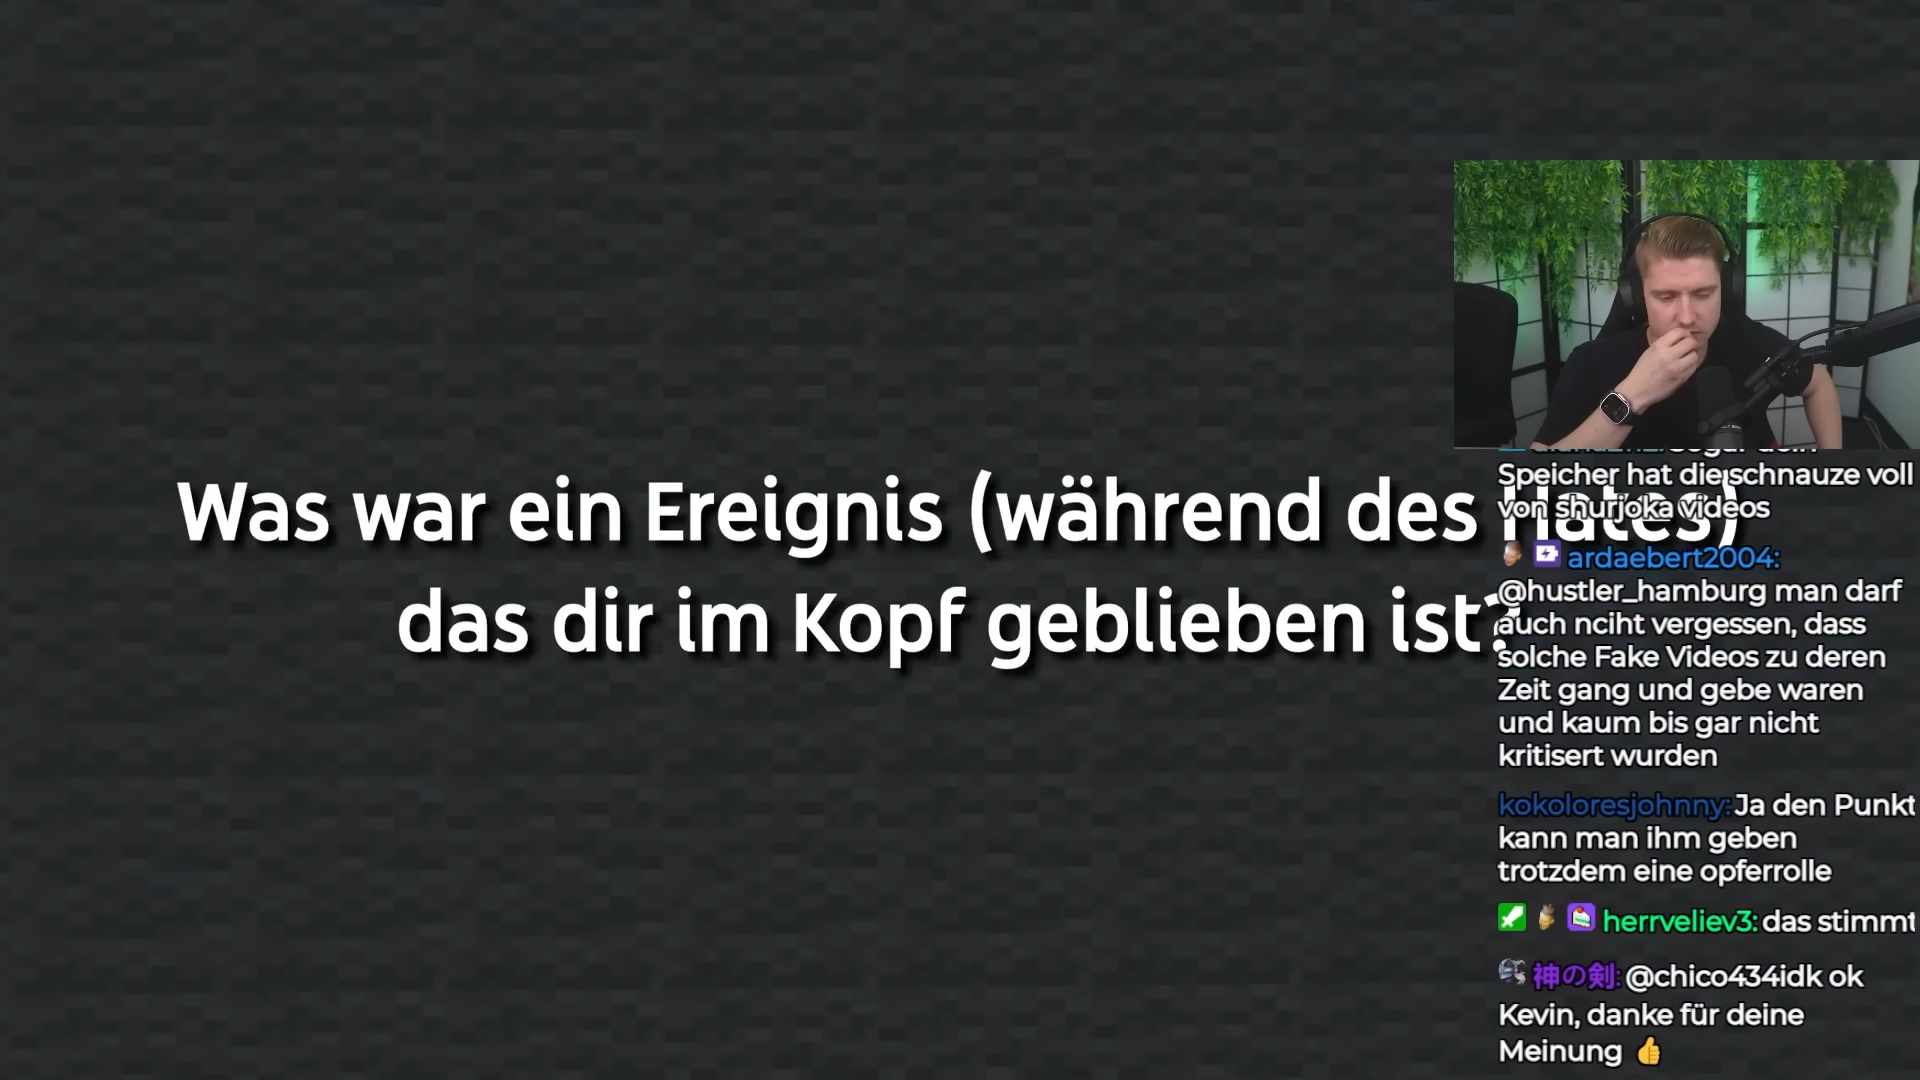 Was war ein Ereignis (während des Hates)
das dir im Kopf geblieben ist?
Speicher hat die schnauze voll
von shurjoka videos
ardaebert2004:
@hustler_hamburg man darf
auch nciht vergessen, dass
solche Fake Videos zu deren
Zeit gang und gebe waren
und kaum bis gar nicht
kritisert wurden
kokoloresjohnny: Ja den Punkt
kann man ihm geben
trotzdem eine opferrolle
herrveliev3: das stimmt
神の剣: @chico434idk ok
Kevin, danke für deine
Meinung 👍